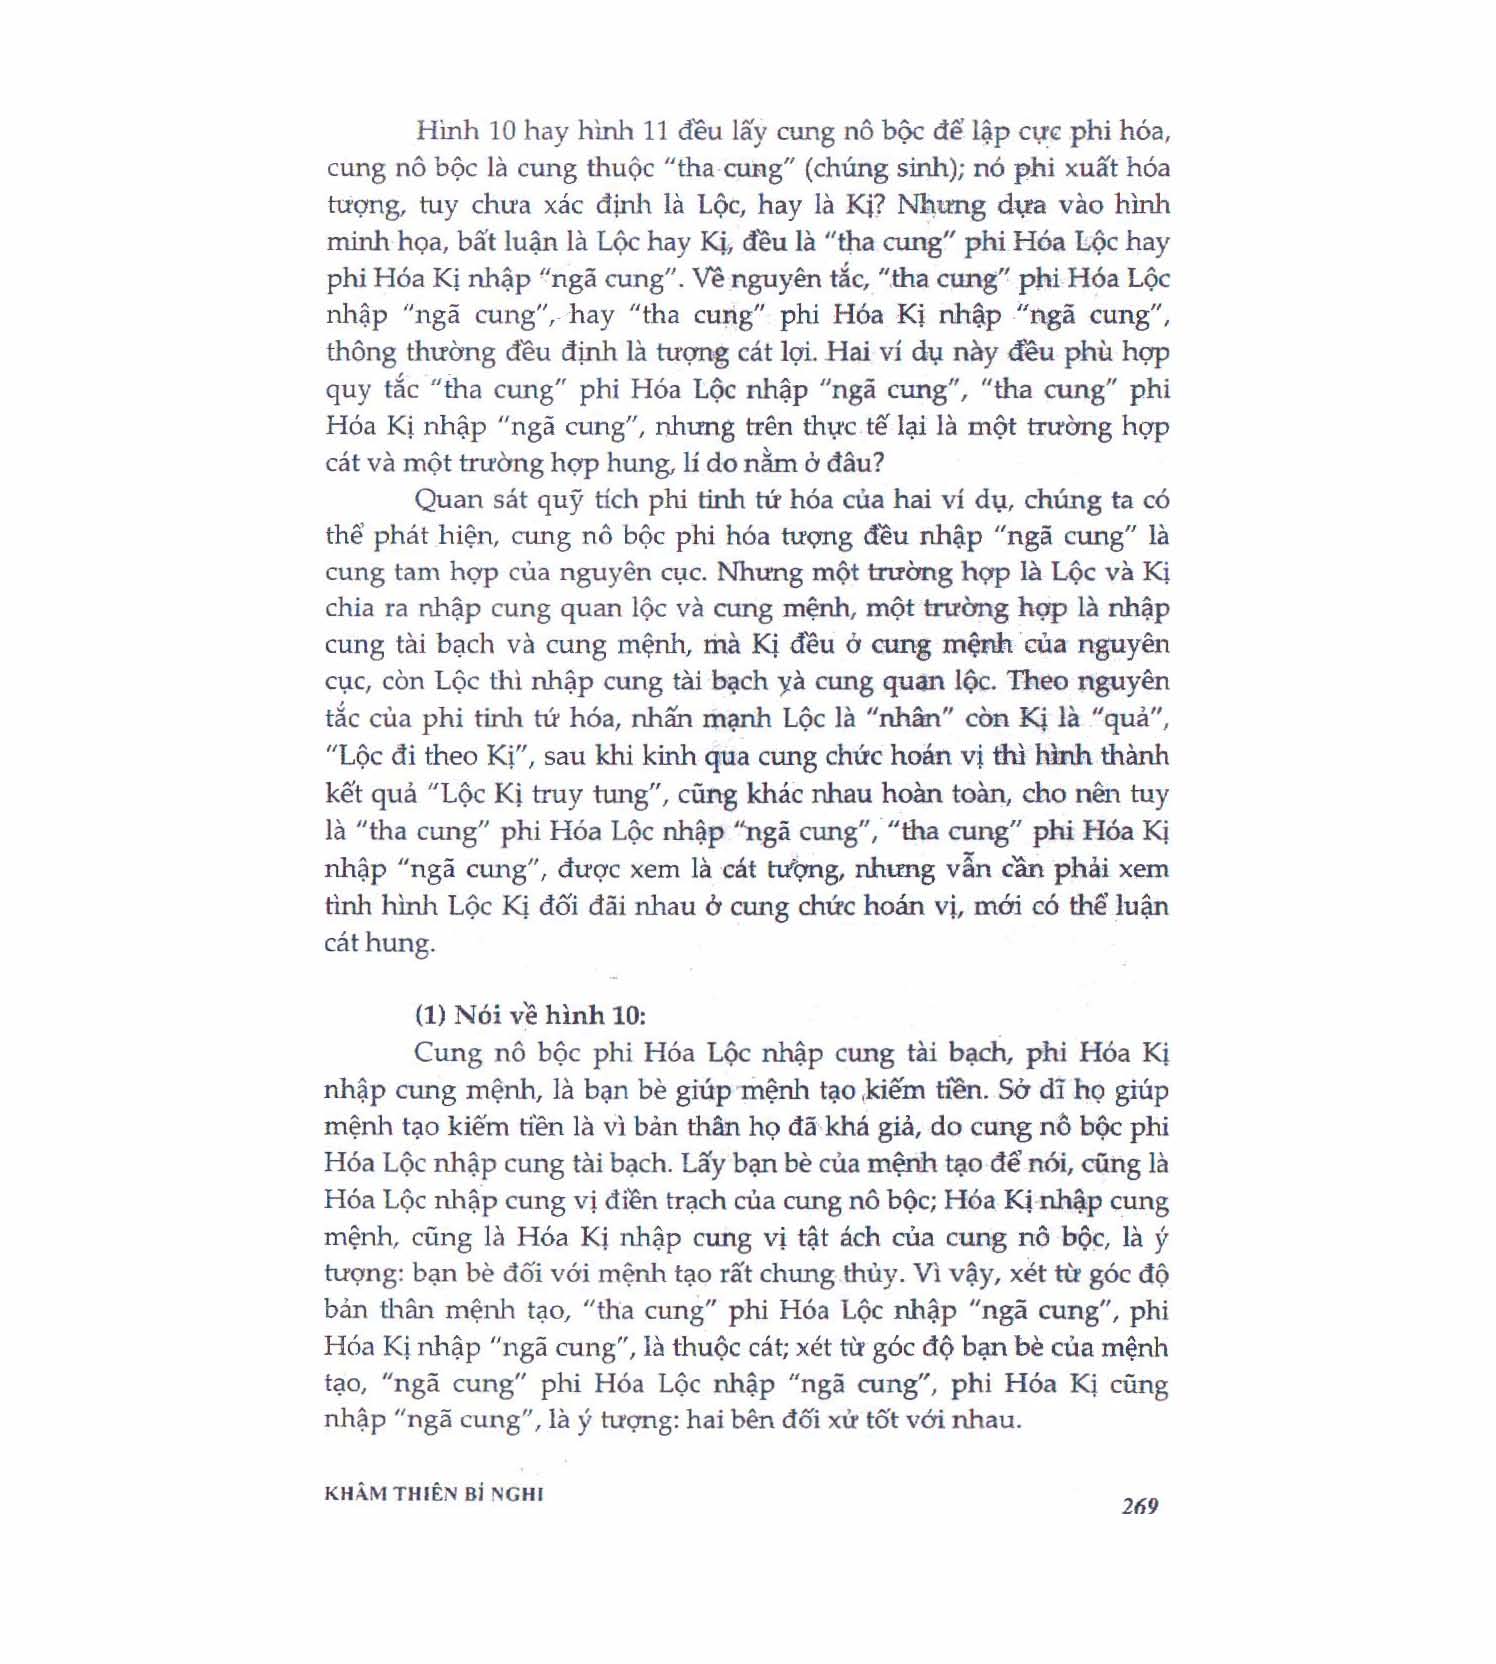 Hình 10 hay hình 11 đều lấy cung nô bộc để lập cực phi hóa,
cung nô bộc là cung thuộc "tha cung" (chúng sinh); nó phi xuất hóa
tượng, tuy chưa xác định là Lộc, hay là Kị? Nhưng dựa vào hình
minh họa, bất luận là Lộc hay Kị, đều là "tha cung" phi Hóa Lộc hay
phi Hóa Kị nhập "ngã cung". Về nguyên tắc, "tha cung" phi Hóa Lộc
nhập "ngã cung", hay "tha cung" phi Hóa Kị nhập "ngã cung",
thông thường đều định là tượng cát lợi. Hai ví dụ này đều phù hợp
quy tắc "tha cung" phi Hóa Lộc nhập "ngã cung", "tha cung" phi
Hóa Kị nhập "ngã cung", nhưng trên thực tế lại là một trường hợp
cát và một trường hợp hung, lí do nằm ở đâu?
Quan sát quỹ tích phi tinh tứ hóa của hai ví dụ, chúng ta có
thể phát hiện, cung nô bộc phi hóa tượng đều nhập "ngã cung" là
cung tam hợp của nguyên cục. Nhưng một trường hợp là Lộc và Kị
chia ra nhập cung quan lộc và cung mệnh, một trường hợp là nhập
cung tài bạch và cung mệnh, mà Kị đều ở cung mệnh của nguyên
cục, còn Lộc thì nhập cung tài bạch và cung quan lộc. Theo nguyên
tắc của phi tinh tứ hóa, nhấn mạnh Lộc là "nhân" còn Kị là "quả",
"Lộc đi theo Kị", sau khi kinh qua cung chức hoán vị thì hình thành
kết quả "Lộc Kị truy tung", cũng khác nhau hoàn toàn, cho nên tuy
là "tha cung" phi Hóa Lộc nhập "ngã cung", "tha cung" phi Hóa Kị
nhập "ngã cung", được xem là cát tượng, nhưng vẫn cần phải xem
tình hình Lộc Kị đối đãi nhau ở cung chức hoán vị, mới có thể luận
cát hung.
(1) Nói về hình 10:
Cung nô bộc phi Hóa Lộc nhập cung tài bạch, phi Hóa Kị
nhập cung mệnh, là bạn bè giúp mệnh tạo kiếm tiền. Sở dĩ họ giúp
mệnh tạo kiếm tiền là vì bản thân họ đã khá giả, do cung nô bộc phi
Hóa Lộc nhập cung tài bạch. Lấy bạn bè của mệnh tạo để nói, cũng là
Hóa Lộc nhập cung vị điền trạch của cung nô bộc; Hóa Kị nhập cung
mệnh, cũng là Hóa Kị nhập cung vị tật ách của cung nô bộc, là ý
tượng: bạn bè đối với mệnh tạo rất chung thủy. Vì vậy, xét từ góc độ
bản thân mệnh tạo, "tha cung" phi Hóa Lộc nhập "ngã cung", phi
Hóa Kị nhập "ngã cung", là thuộc cát; xét từ góc độ bạn bè của mệnh
tạo, "ngã cung" phi Hóa Lộc nhập "ngã cung", phi Hóa Kị cũng
nhập "ngã cung", là ý tượng: hai bên đối xử tốt với nhau.
KHÂM THIÊN BÍ NGHI
269